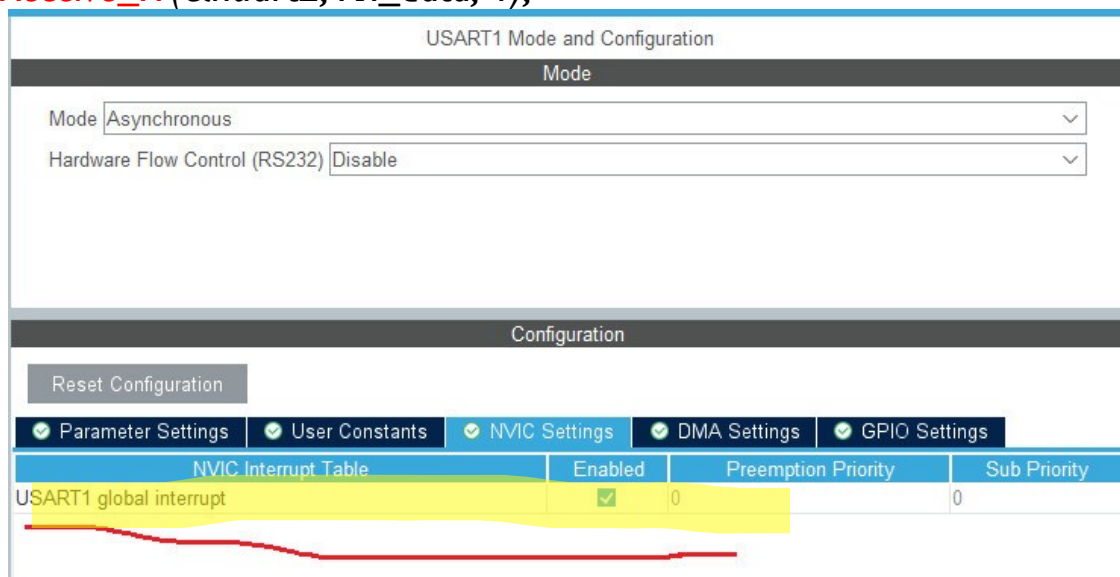 USART1 Mode and Configuration
Mode
Mode Asynchronous
Hardware Flow Control (RS232) Disable
Configuration
Reset Configuration
Parameter Settings User Constants NVIC Settings DMA Settings GPIO Settings
NVIC Interrupt Table Enabled Preemption Priority Sub Priority
USART1 global interrupt 0 0